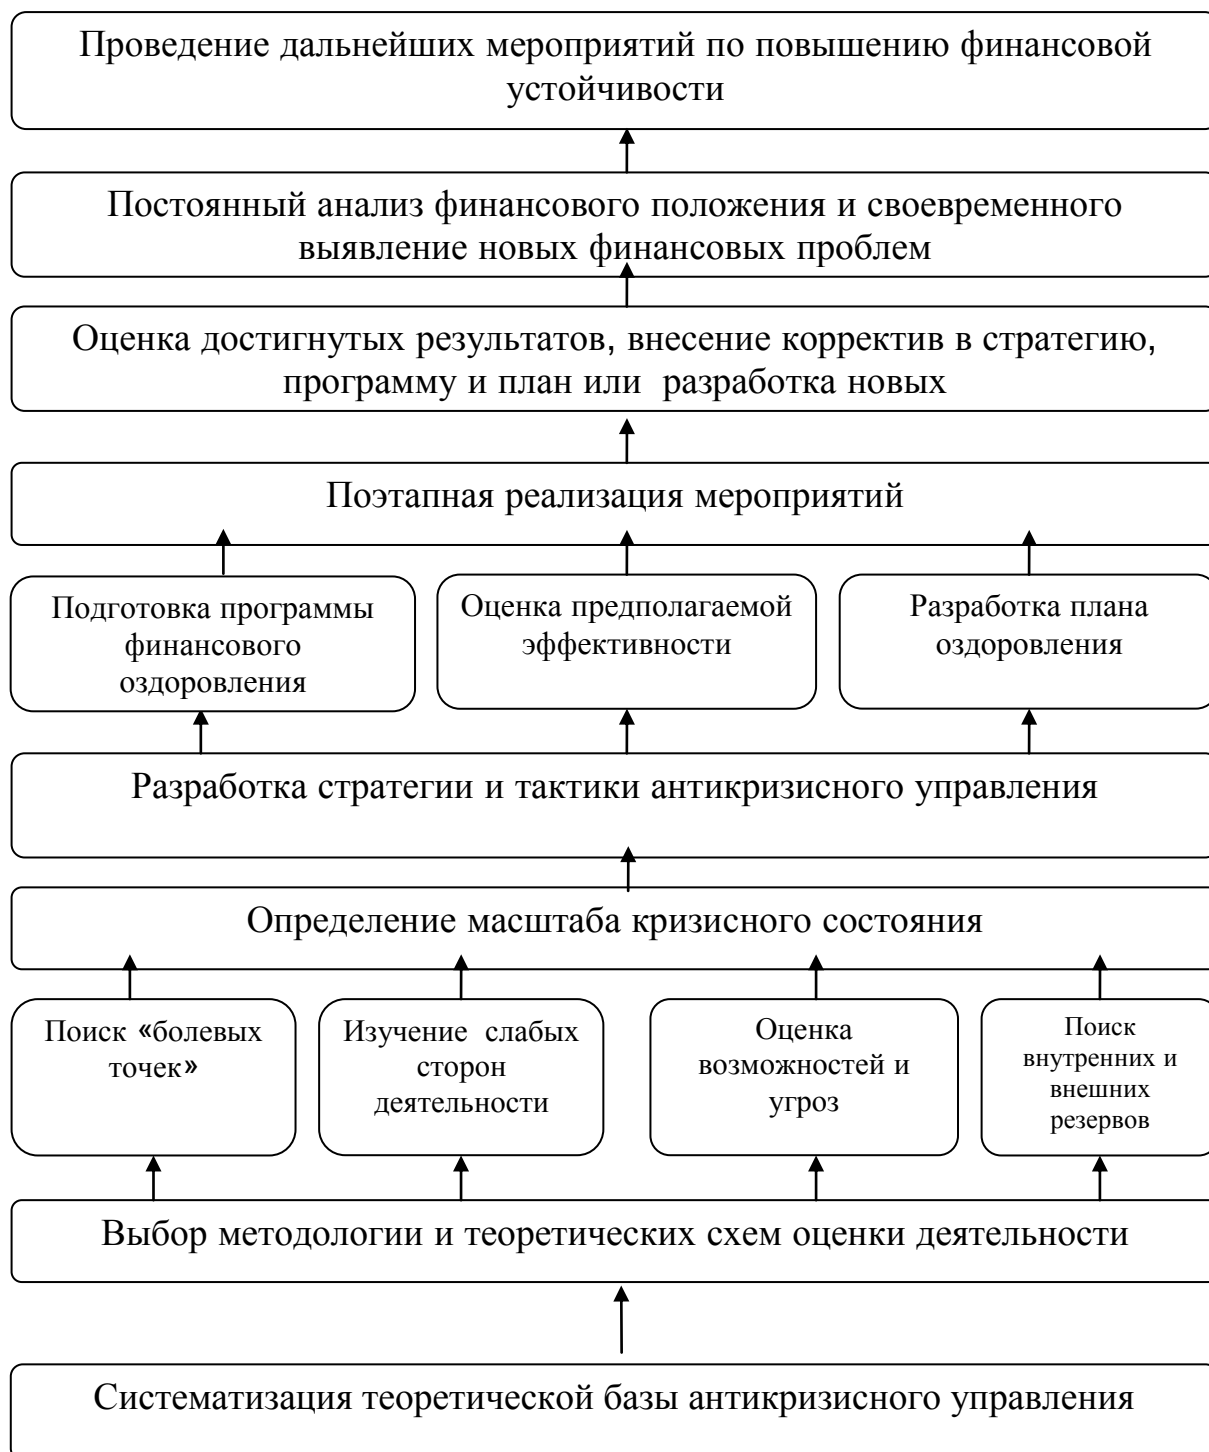 Проведение дальнейших мероприятий по повышению финансовой
устойчивости
Постоянный анализ финансового положения и своевременного
выявление новых финансовых проблем
Оценка достигнутых результатов, внесение корректив в стратегию,
программу и план или разработка новых
Поэтапная реализация мероприятий
Подготовка программы
финансового
оздоровления
Оценка предполагаемой
эффективности
Разработка плана
оздоровления
Разработка стратегии и тактики антикризисного управления
Определение масштаба кризисного состояния
Поиск «болевых
точек»
Изучение слабых
сторон
деятельности
Оценка
возможностей и
угроз
Поиск
внутренних и
внешних
резервов
Выбор методологии и теоретических схем оценки деятельности
Систематизация теоретической базы антикризисного управления